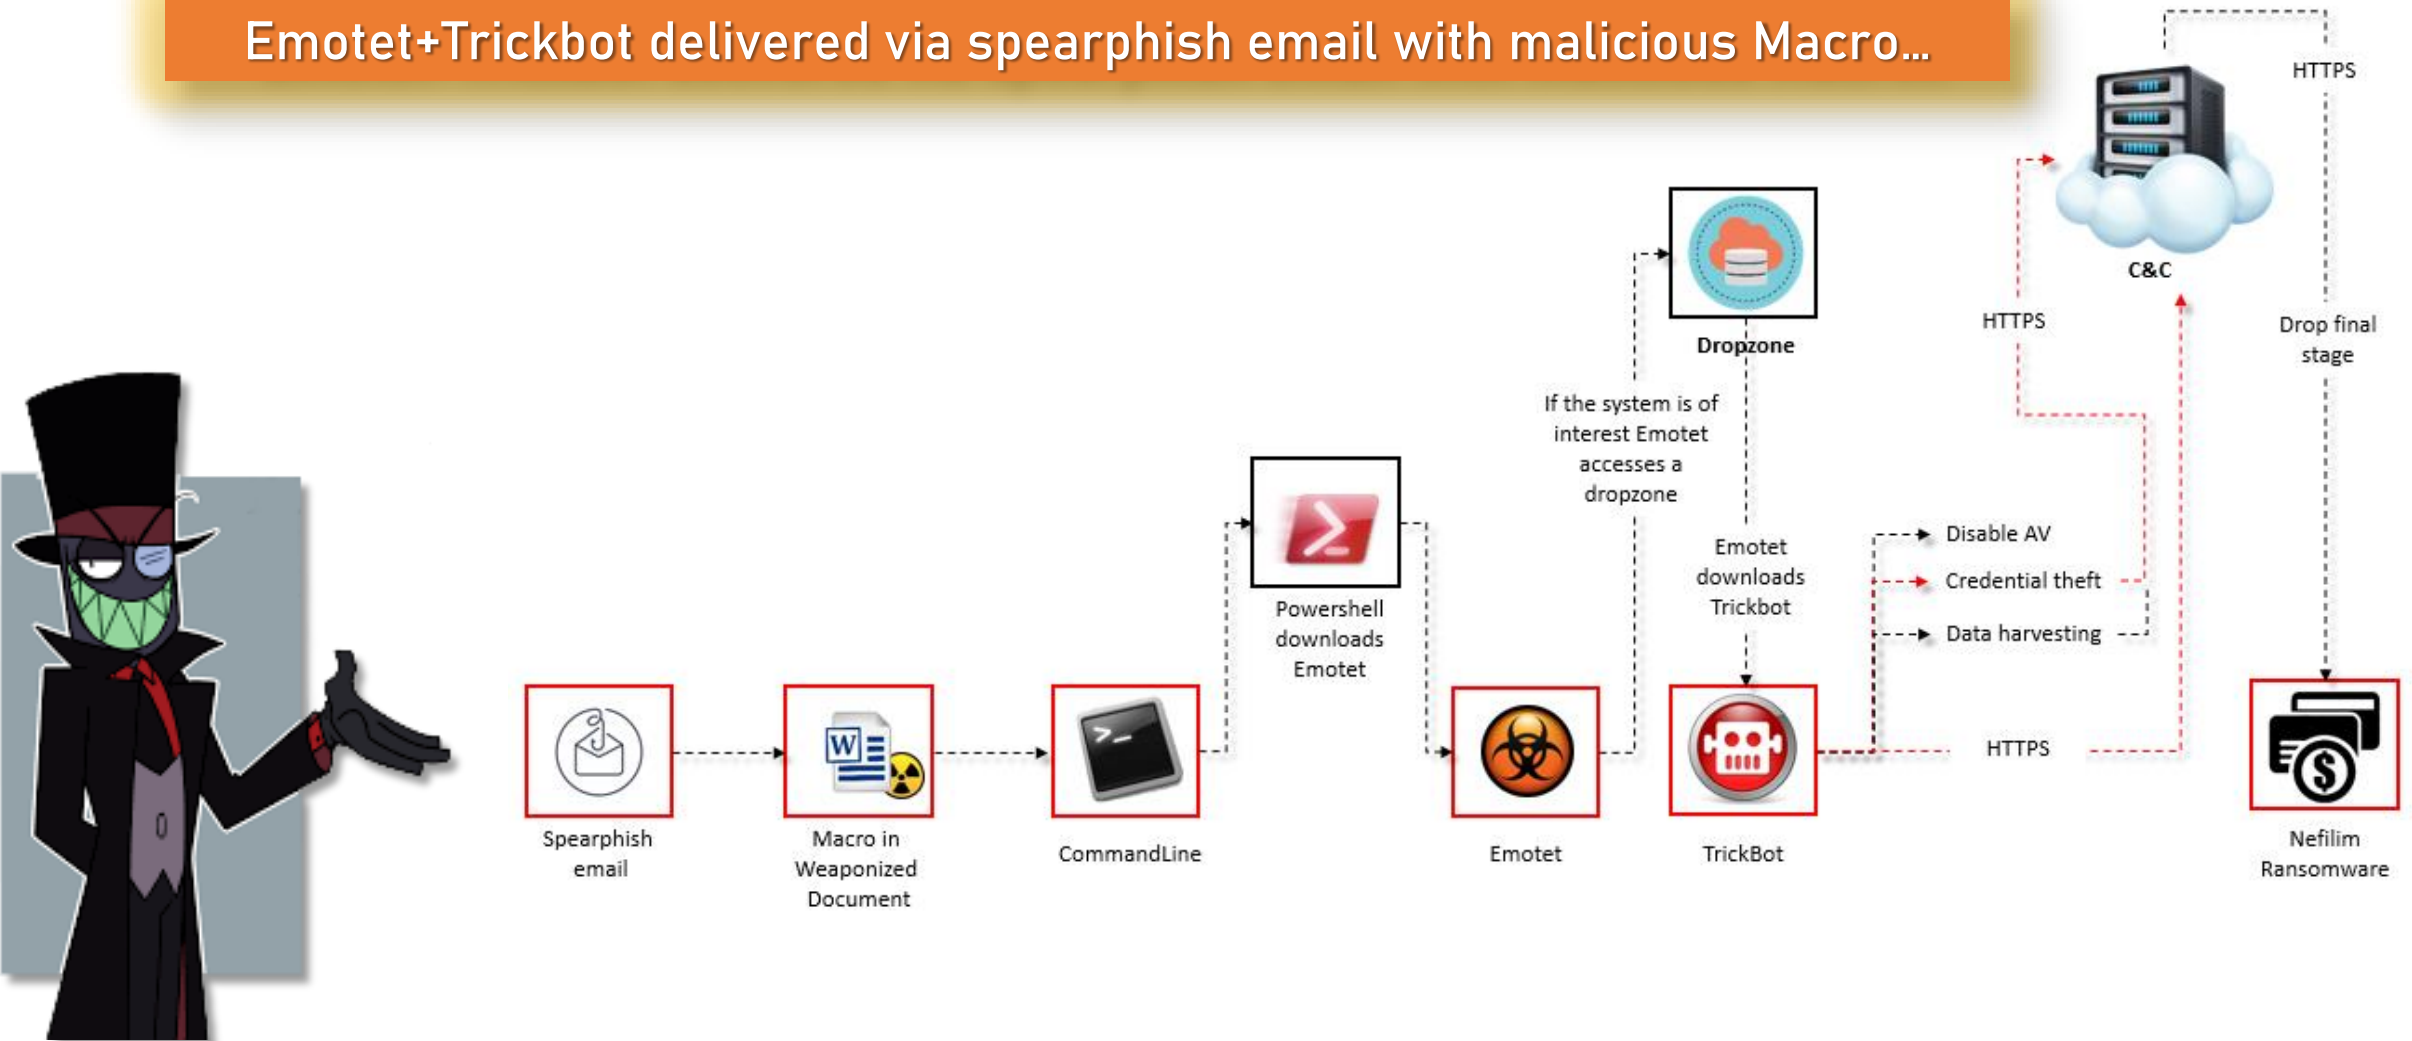 Emotet+Trickbot delivered via spearphish email with malicious Macro...
HTTPS
C&C
HTTPS
Drop final
stage
Dropzone
If the system is of
interest Emotet
accesses a
dropzone
Emotet
downloads
Trickbot
Disable AV
Credential theft
Data harvesting
Powershell
downloads
Emotet
HTTPS
W
>_
$
Spearphish
email
Macro in
Weaponized
Document
CommandLine
Emotet
TrickBot
Nefilim
Ransomware